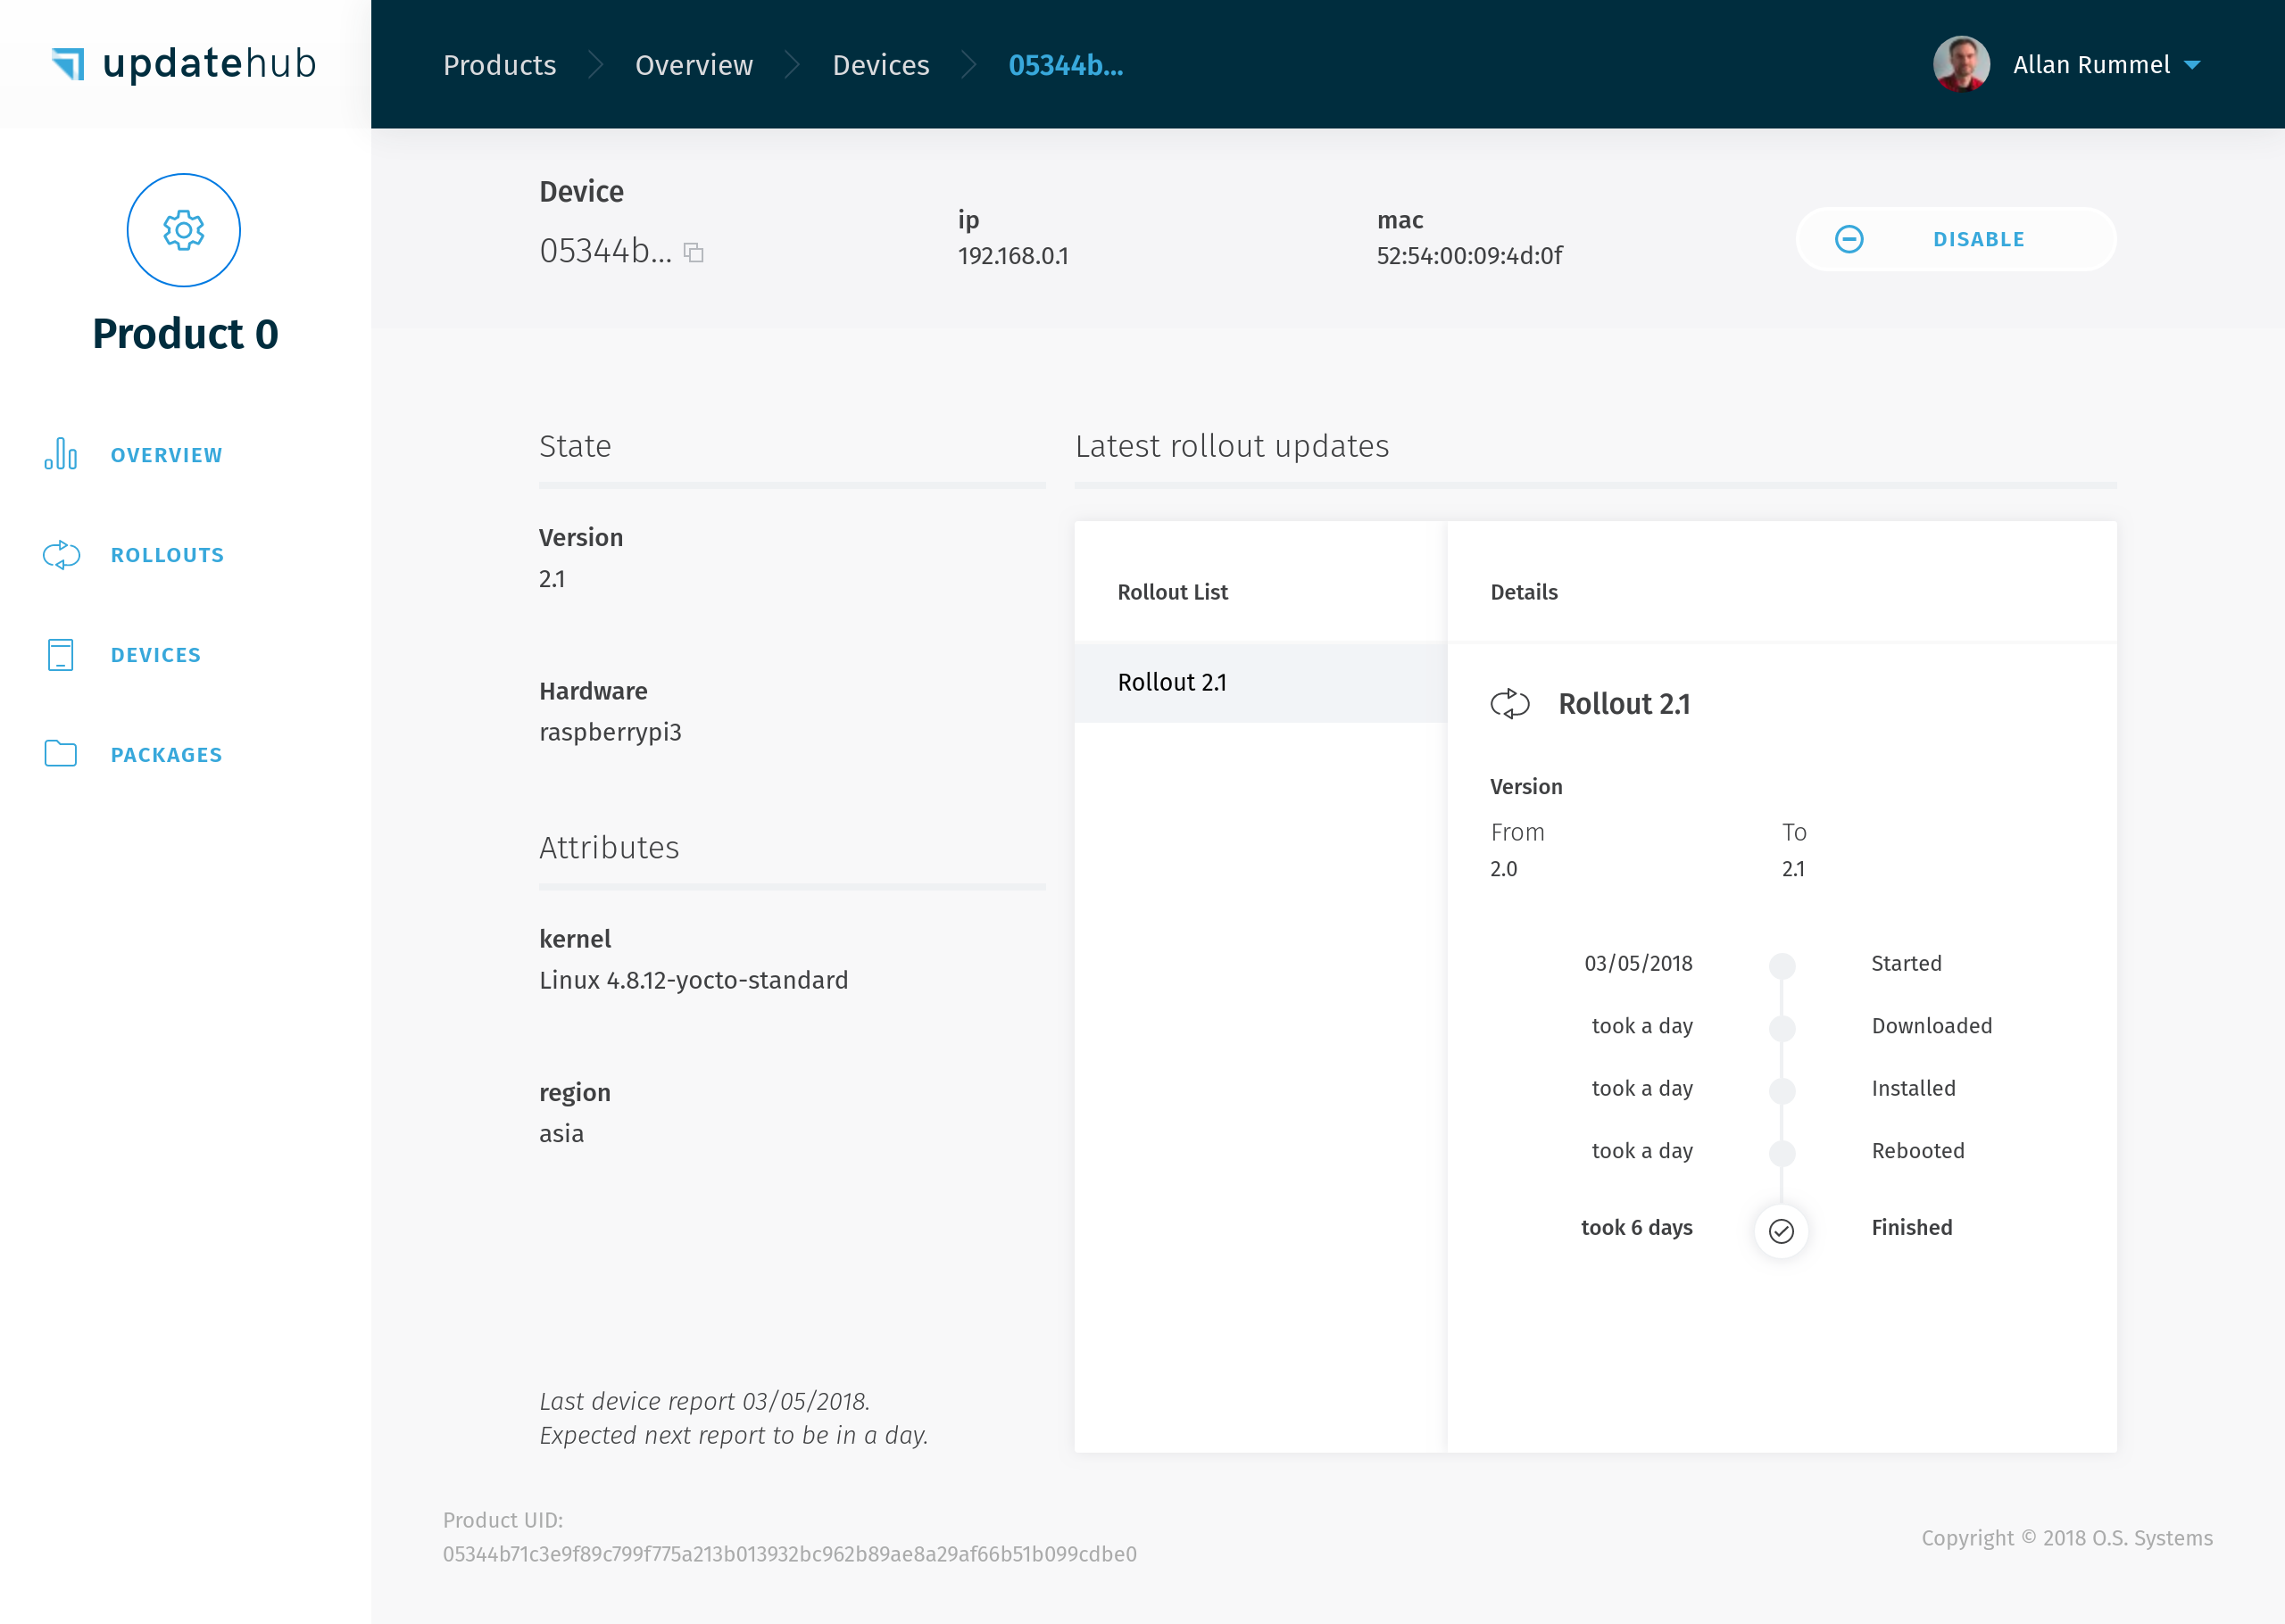 updatehub
Products
Overview
Devices
05344b...
Allan Rummel
Product 0
OVERVIEW
ROLLOUTS
DEVICES
PACKAGES
Device
05344b...
ip
192.168.0.1
mac
52:54:00:09:4d:0f
DISABLE
State
Version
2.1
Hardware
raspberrypi3
Attributes
kernel
Linux 4.8.12-yocto-standard
region
asia
Last device report 03/05/2018.
Expected next report to be in a day.
Latest rollout updates
Rollout List
Rollout 2.1
Details
Rollout 2.1
Version
From
To
2.0
2.1
03/05/2018 Started
took a day Downloaded
took a day Installed
took a day Rebooted
took 6 days Finished
Product UID:
05344b71c3e9f89c799f775a213b013932bc962b89ae8a29af66b51b099cdbe0
Copyright © 2018 O.S. Systems